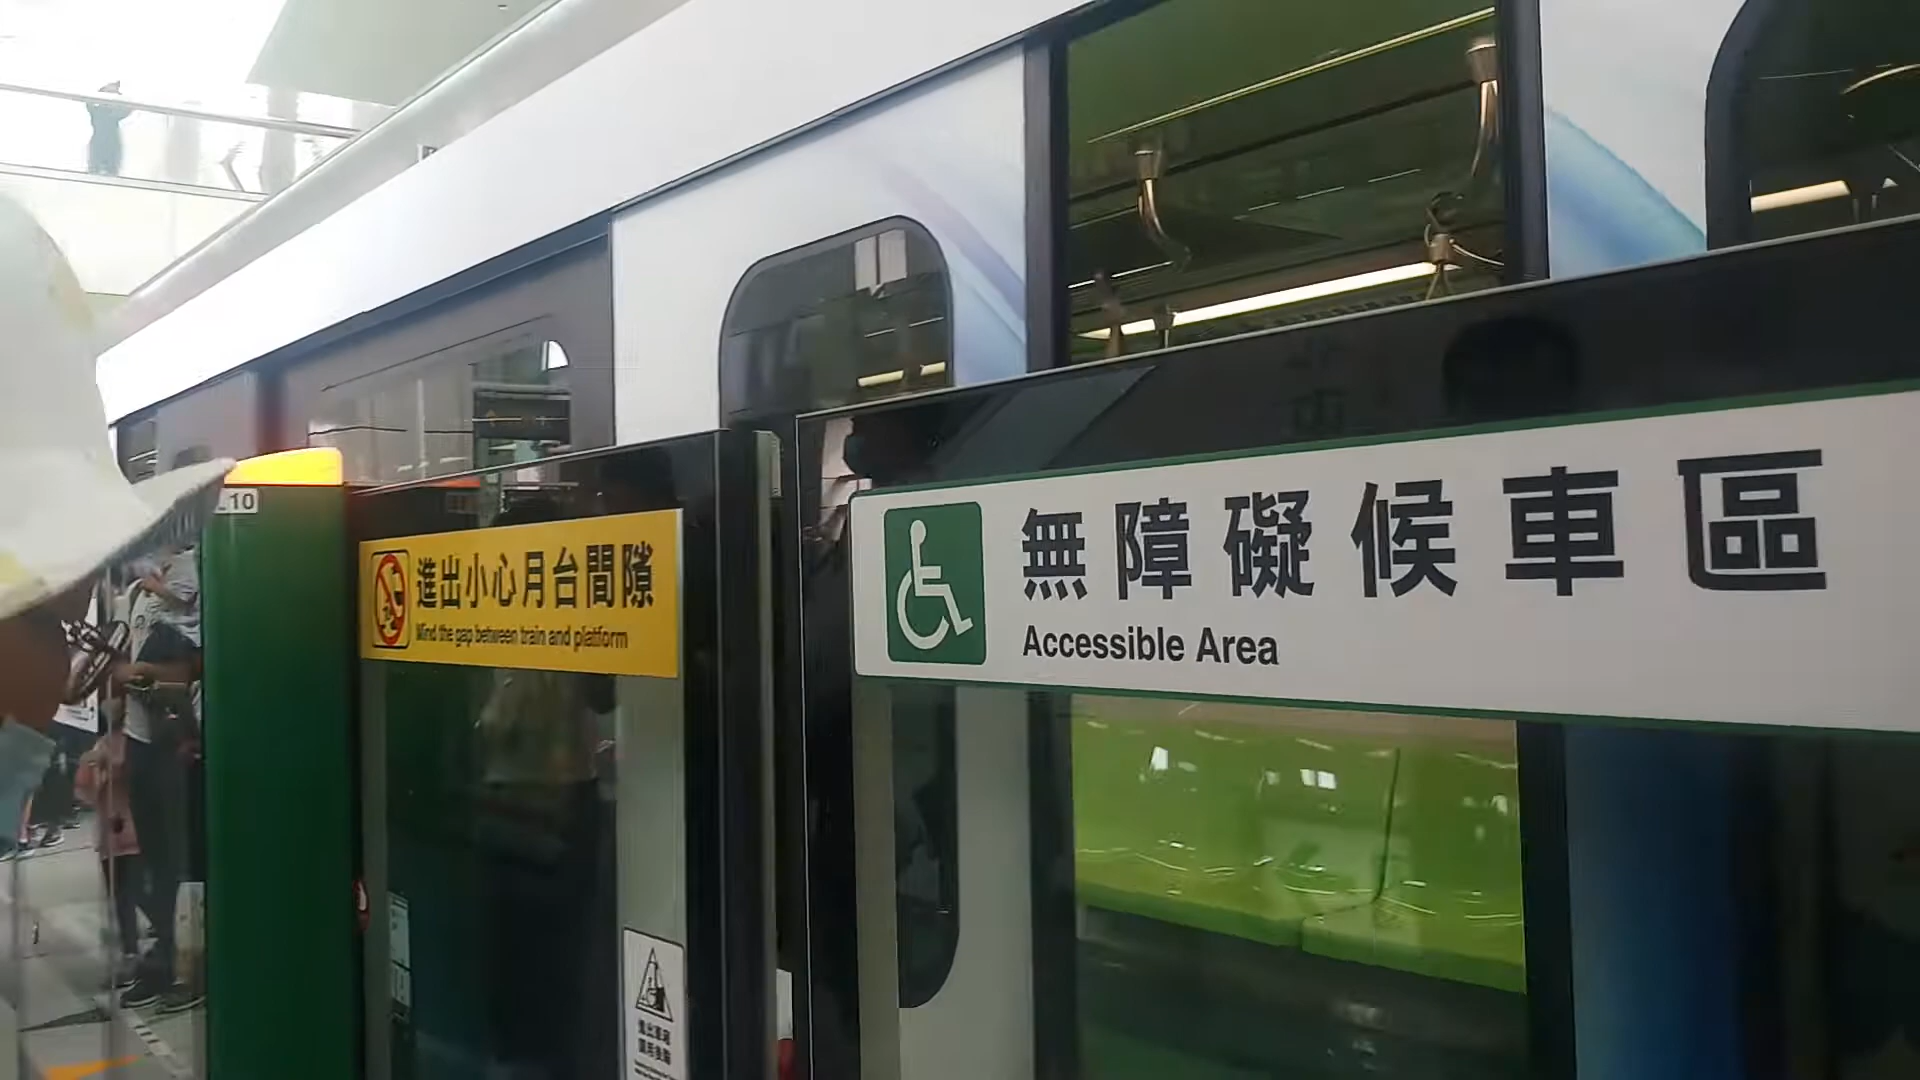 10
進出小心月台間隙
Mind the gap between train and platform
無障礙候車區
Accessible Area